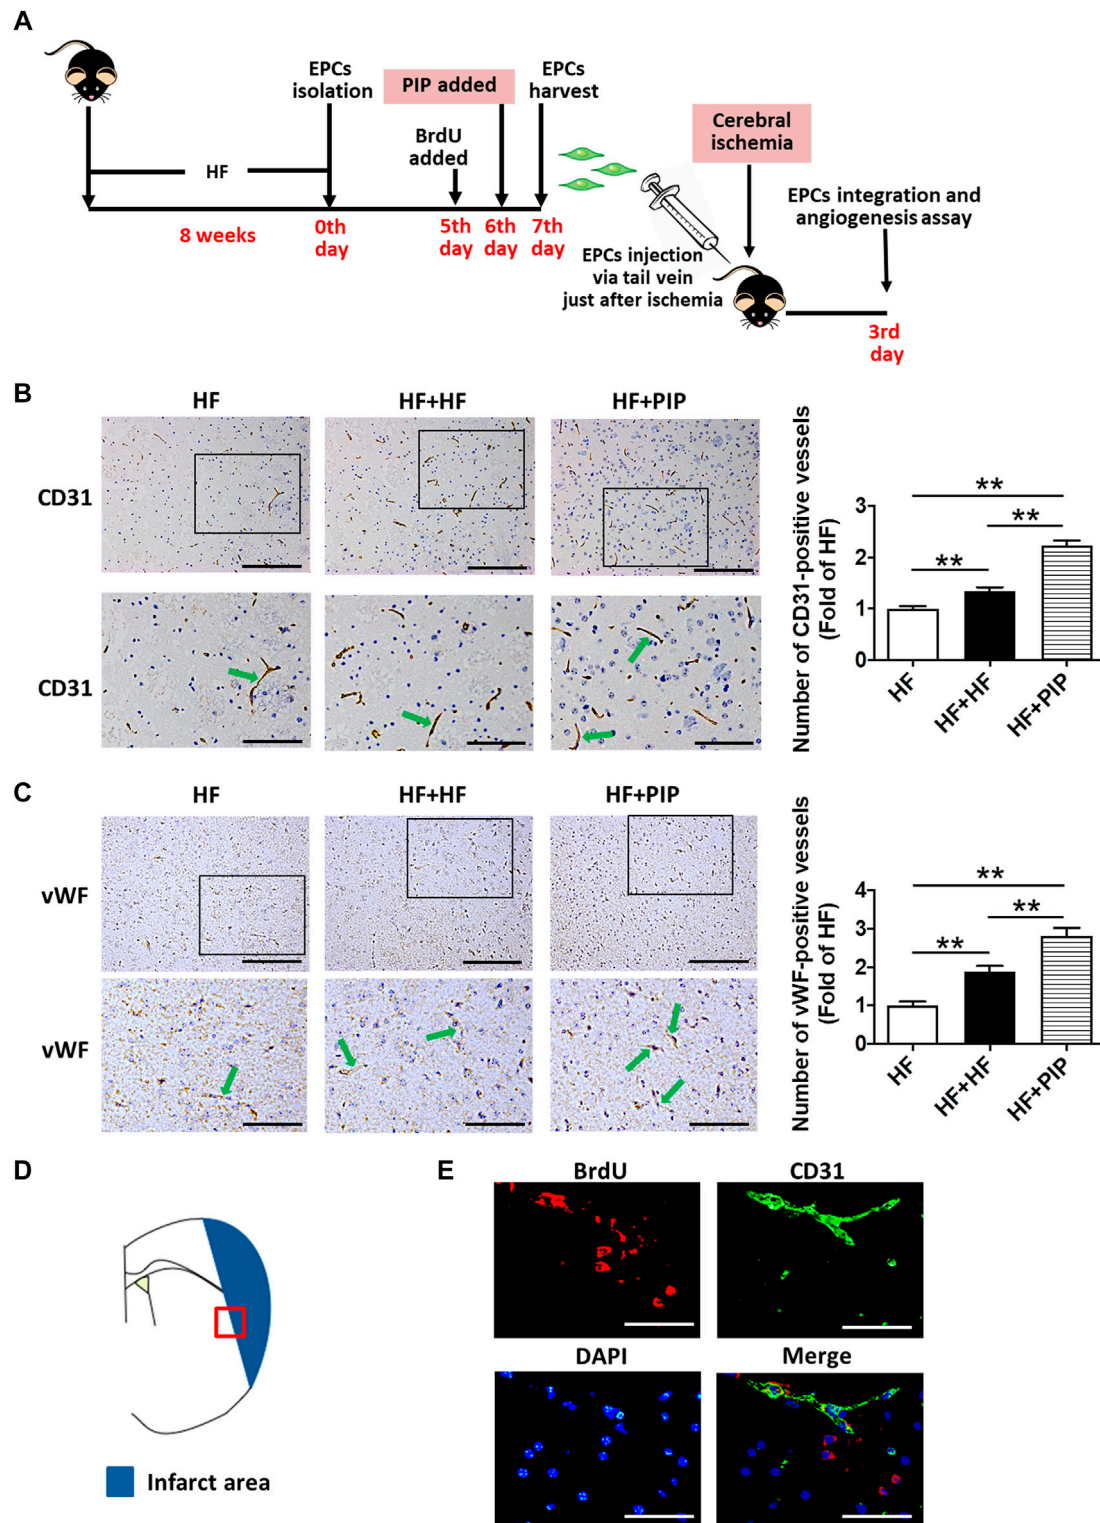 A
EPCs
isolation
PIP added
EPCs
harvest
BrdU
added
HF
8 weeks
0th
day
5th
day
6th
day
7th
day
Cerebral
ischemia
EPCs integration and
angiogenesis assay
EPCs injection
via tail vein
just after ischemia
3rd
day
B
HF
HF+HF
HF+PIP
CD31
CD31
Number of CD31-positive vessels
(Fold of HF)
3
2
1
0
**
**
**
HF
HF+HF
HF+PIP
C
HF
HF+HF
HF+PIP
vWF
vWF
Number of vWF-positive vessels
(Fold of HF)
4
3
2
1
0
**
**
**
HF
HF+HF
HF+PIP
D
Infarct area
E
BrdU
CD31
DAPI
Merge